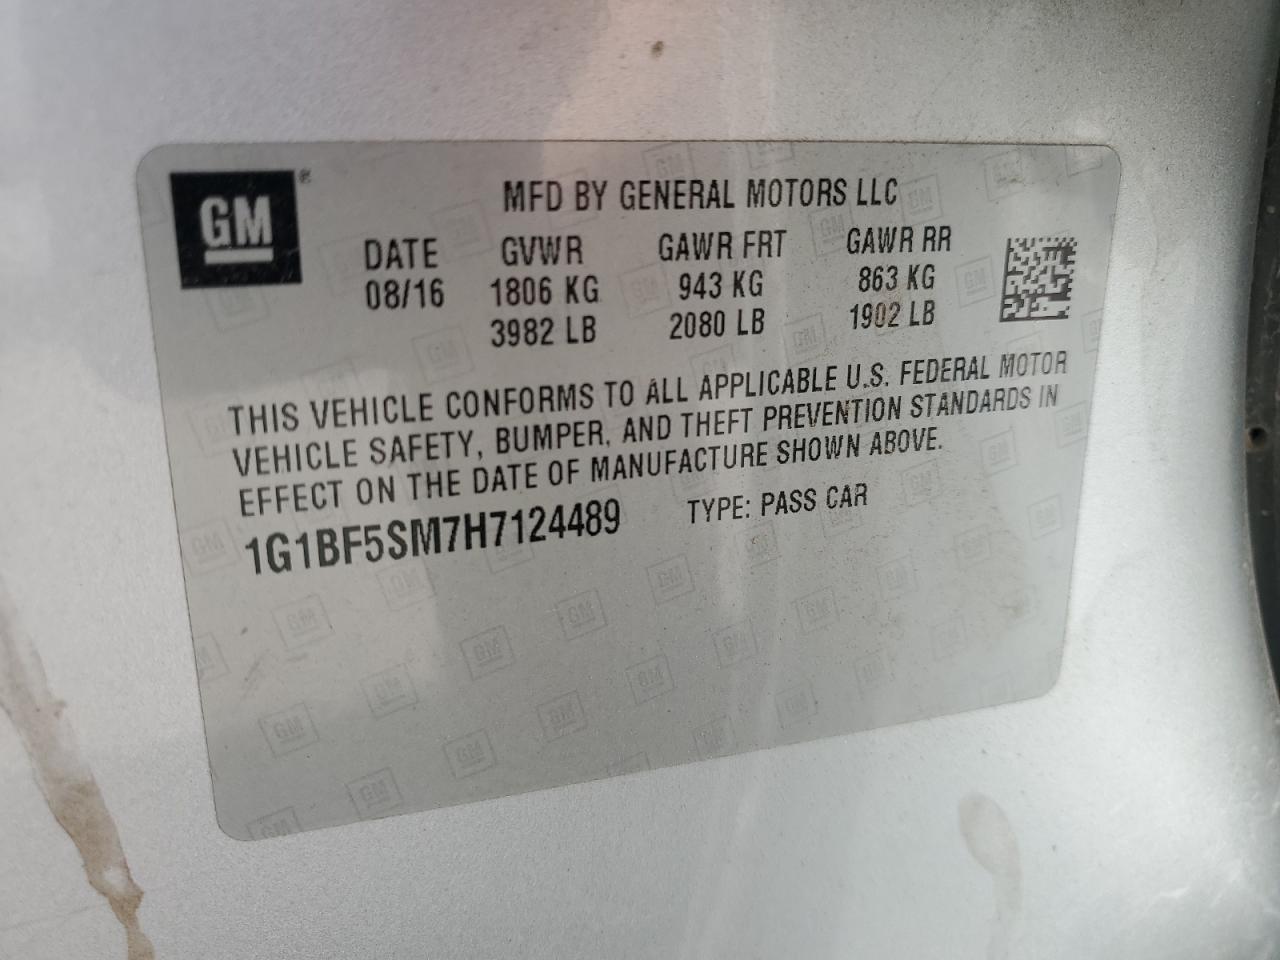 GM®
MFD BY GENERAL MOTORS LLC
DATE GVWR GAWR FRT GAWR RR
08/16 1806 KG 943 KG 863 KG
3982 LB 2080 LB 1902 LB
THIS VEHICLE CONFORMS TO ALL APPLICABLE U.S. FEDERAL MOTOR
VEHICLE SAFETY, BUMPER, AND THEFT PREVENTION STANDARDS IN
EFFECT ON THE DATE OF MANUFACTURE SHOWN ABOVE.
1G1BF5SM7H7124489 TYPE: PASS CAR